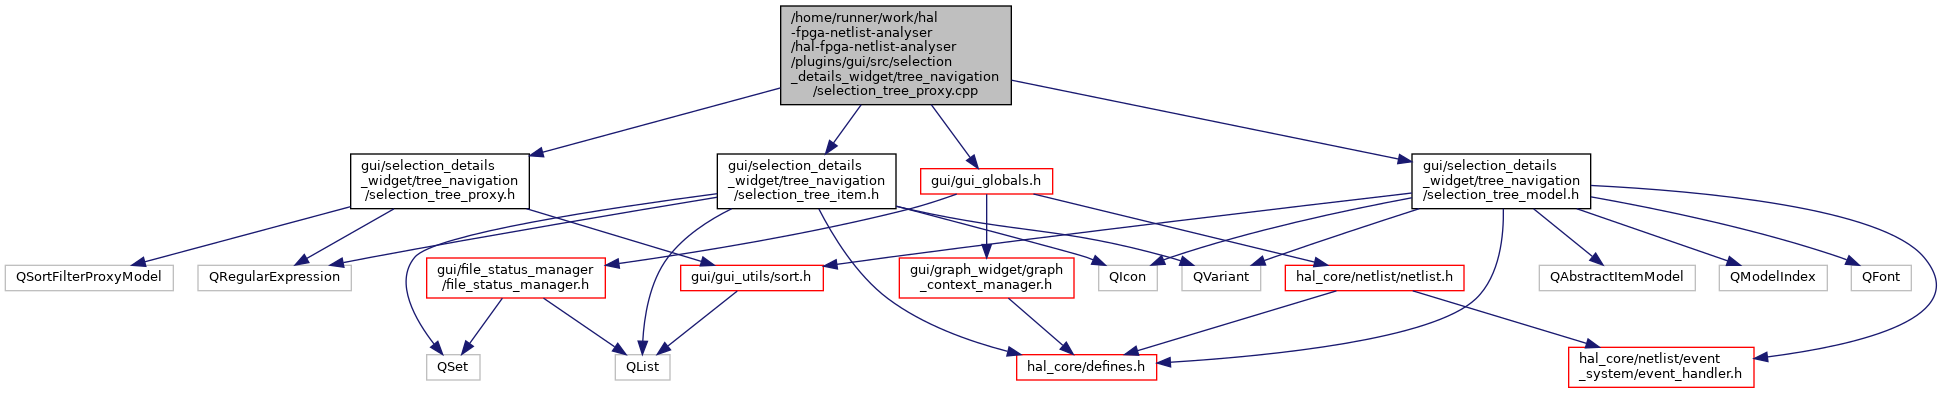 /home/runner/work/hal
-fpga-netlist-analyser
/hal-fpga-netlist-analyser
/plugins/gui/src/selection
_details_widget/tree_navigation
/selection_tree_proxy.cpp
gui/selection_details
_widget/tree_navigation
/selection_tree_proxy.h
gui/selection_details
_widget/tree_navigation
/selection_tree_item.h
gui/gui_globals.h
gui/selection_details
_widget/tree_navigation
/selection_tree_model.h
QSortFilterProxyModel
QRegularExpression
gui/file_status_manager
/file_status_manager.h
gui/gui_utils/sort.h
gui/graph_widget/graph
_context_manager.h
QIcon
QVariant
hal_core/netlist/netlist.h
QAbstractItemModel
QModelIndex
QFont
QSet
QList
hal_core/defines.h
hal_core/netlist/event
_system/event_handler.h